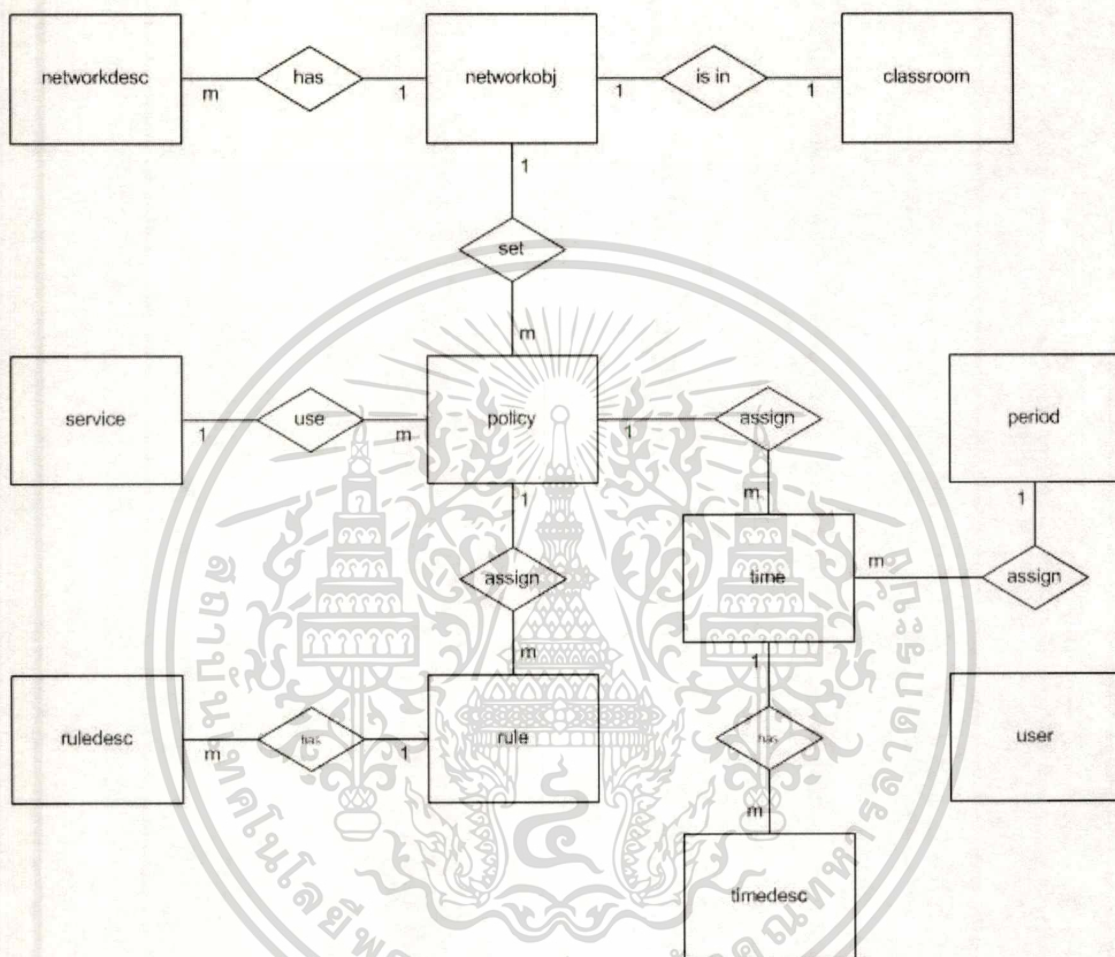 networkdesc
m
has
1
networkobj
1
is in
1
classroom
1
set
m
service
1
use
m
policy
1
assign
period
1
m
1
assign
m
time
m
assign
1
ruledesc
m
has
1
rule
has
user
m
timedesc